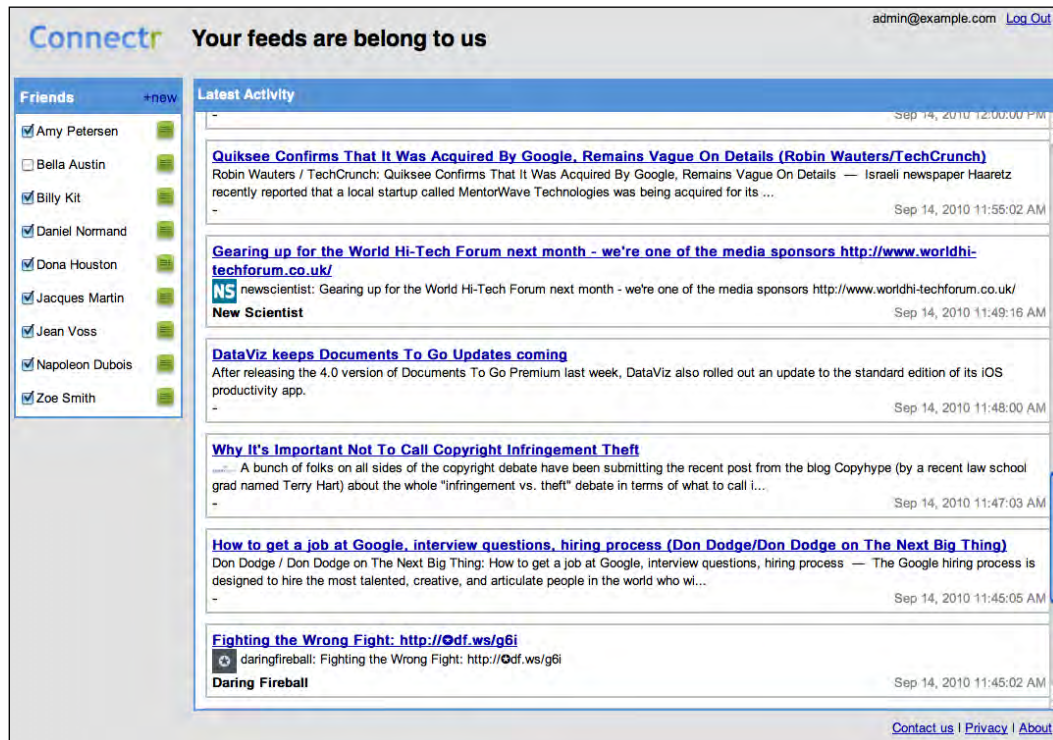 Connectr
Your feeds are belong to us
admin@example.com Log Out
Friends +new
Amy Petersen
Bella Austin
Billy Kit
Daniel Normand
Dona Houston
Jacques Martin
Jean Voss
Napoleon Dubois
Zoe Smith
Latest Activity
- Sep 14, 2010 12:00:00 PM
Quiksee Confirms That It Was Acquired By Google, Remains Vague On Details (Robin Wauters/TechCrunch)
Robin Wauters / TechCrunch: Quiksee Confirms That It Was Acquired By Google, Remains Vague On Details — Israeli newspaper Haaretz
recently reported that a local startup called MentorWave Technologies was being acquired for its ...
- Sep 14, 2010 11:55:02 AM
Gearing up for the World Hi-Tech Forum next month - we're one of the media sponsors http://www.worldhi-
techforum.co.uk/
NS newscientist: Gearing up for the World Hi-Tech Forum next month - we're one of the media sponsors http://www.worldhi-techforum.co.uk/
New Scientist Sep 14, 2010 11:49:16 AM
DataViz keeps Documents To Go Updates coming
After releasing the 4.0 version of Documents To Go Premium last week, DataViz also rolled out an update to the standard edition of its iOS
productivity app.
- Sep 14, 2010 11:48:00 AM
Why It's Important Not To Call Copyright Infringement Theft
A bunch of folks on all sides of the copyright debate have been submitting the recent post from the blog Copyhype (by a recent law school
grad named Terry Hart) about the whole "infringement vs. theft" debate in terms of what to call i...
- Sep 14, 2010 11:47:03 AM
How to get a job at Google, interview questions, hiring process (Don Dodge/Don Dodge on The Next Big Thing)
Don Dodge / Don Dodge on The Next Big Thing: How to get a job at Google, interview questions, hiring process — The Google hiring process is
designed to hire the most talented, creative, and articulate people in the world who wi...
- Sep 14, 2010 11:45:05 AM
Fighting the Wrong Fight: http://✪df.ws/g6i
daringfireball: Fighting the Wrong Fight: http://✪df.ws/g6i
Daring Fireball Sep 14, 2010 11:45:02 AM
Contact us | Privacy | About